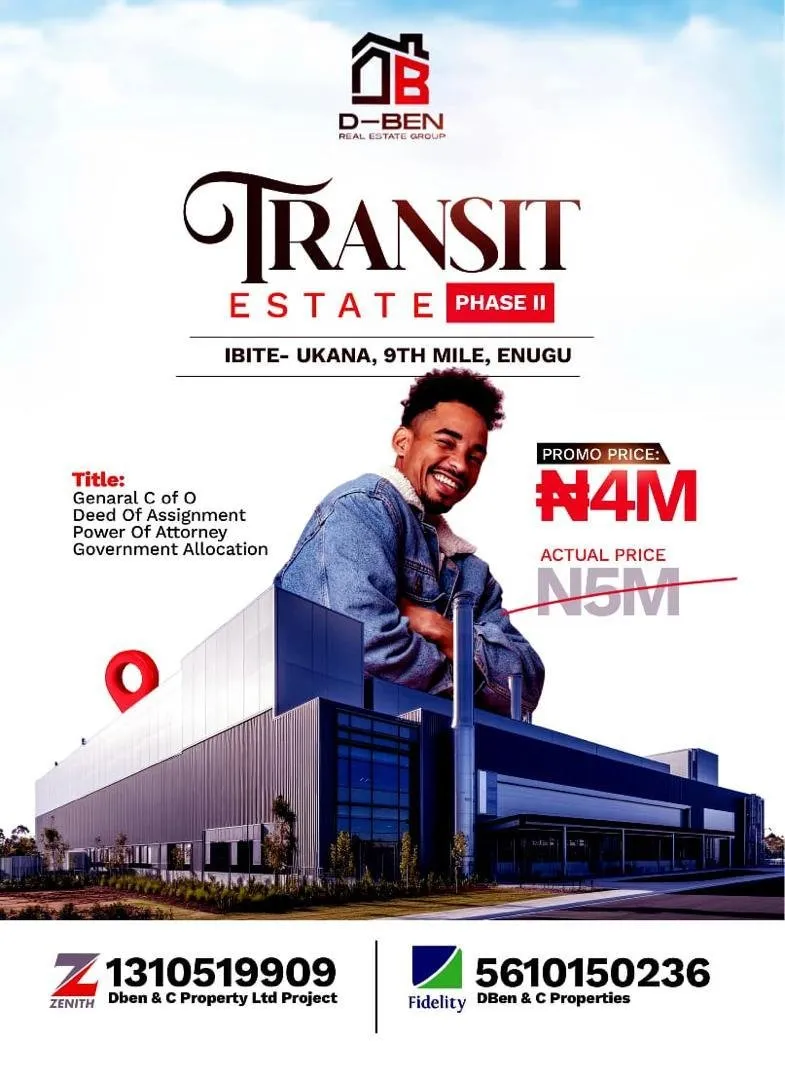 D-BEN
REAL ESTATE GROUP
TRANSIT
ESTATE PHASE II
IBITE- UKANA, 9TH MILE, ENUGU
Title:
Genaral C of O
Deed Of Assignment
Power Of Attorney
Government Allocation
PROMO PRICE:
₦4M
ACTUAL PRICE
N5M
Z 1310519909
ZENITH Dben & C Property Ltd Project
5610150236
Fidelity DBen & C Properties